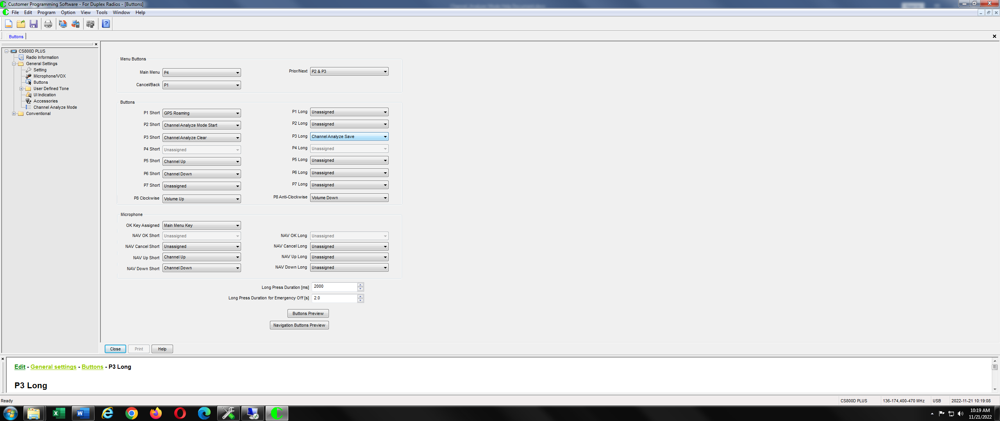 Customer Programming Software - For Duplex Radios - [Buttons]
File Edit Program Option View Tools Window Help
Buttons
CS800D PLUS
Radio Information
General Settings
Setting
Microphone/VOX
Buttons
User Defined Tone
UI Indication
Accessories
Channel Analyze Mode
Conventional
Menu Buttons
Main Menu P4 Prior/Next P2 & P3
Cancel/Back P1
Buttons
P1 Short GPS Roaming P1 Long Unassigned
P2 Short Channel Analyze Mode Start P2 Long Unassigned
P3 Short Channel Analyze Clear P3 Long Channel Analyze Save
P4 Short Unassigned P4 Long Unassigned
P5 Short Channel Up P5 Long Unassigned
P6 Short Channel Down P6 Long Unassigned
P7 Short Unassigned P7 Long Unassigned
P8 Clockwise Volume Up P8 Anti-Clockwise Volume Down
Microphone
OK Key Assigned Main Menu Key
NAV OK Short Unassigned NAV OK Long Unassigned
NAV Cancel Short Unassigned NAV Cancel Long Unassigned
NAV Up Short Channel Up NAV Up Long Unassigned
NAV Down Short Channel Down NAV Down Long Unassigned
Long Press Duration [ms] 2000
Long Press Duration for Emergency Off [s] 2.0
Buttons Preview
Navigation Buttons Preview
Close Print Help
Edit - General settings - Buttons - P3 Long
P3 Long
Ready CS800D PLUS 136-174,400-470 MHz USB 2022-11-21 10:19:08
10:19 AM
11/21/2022